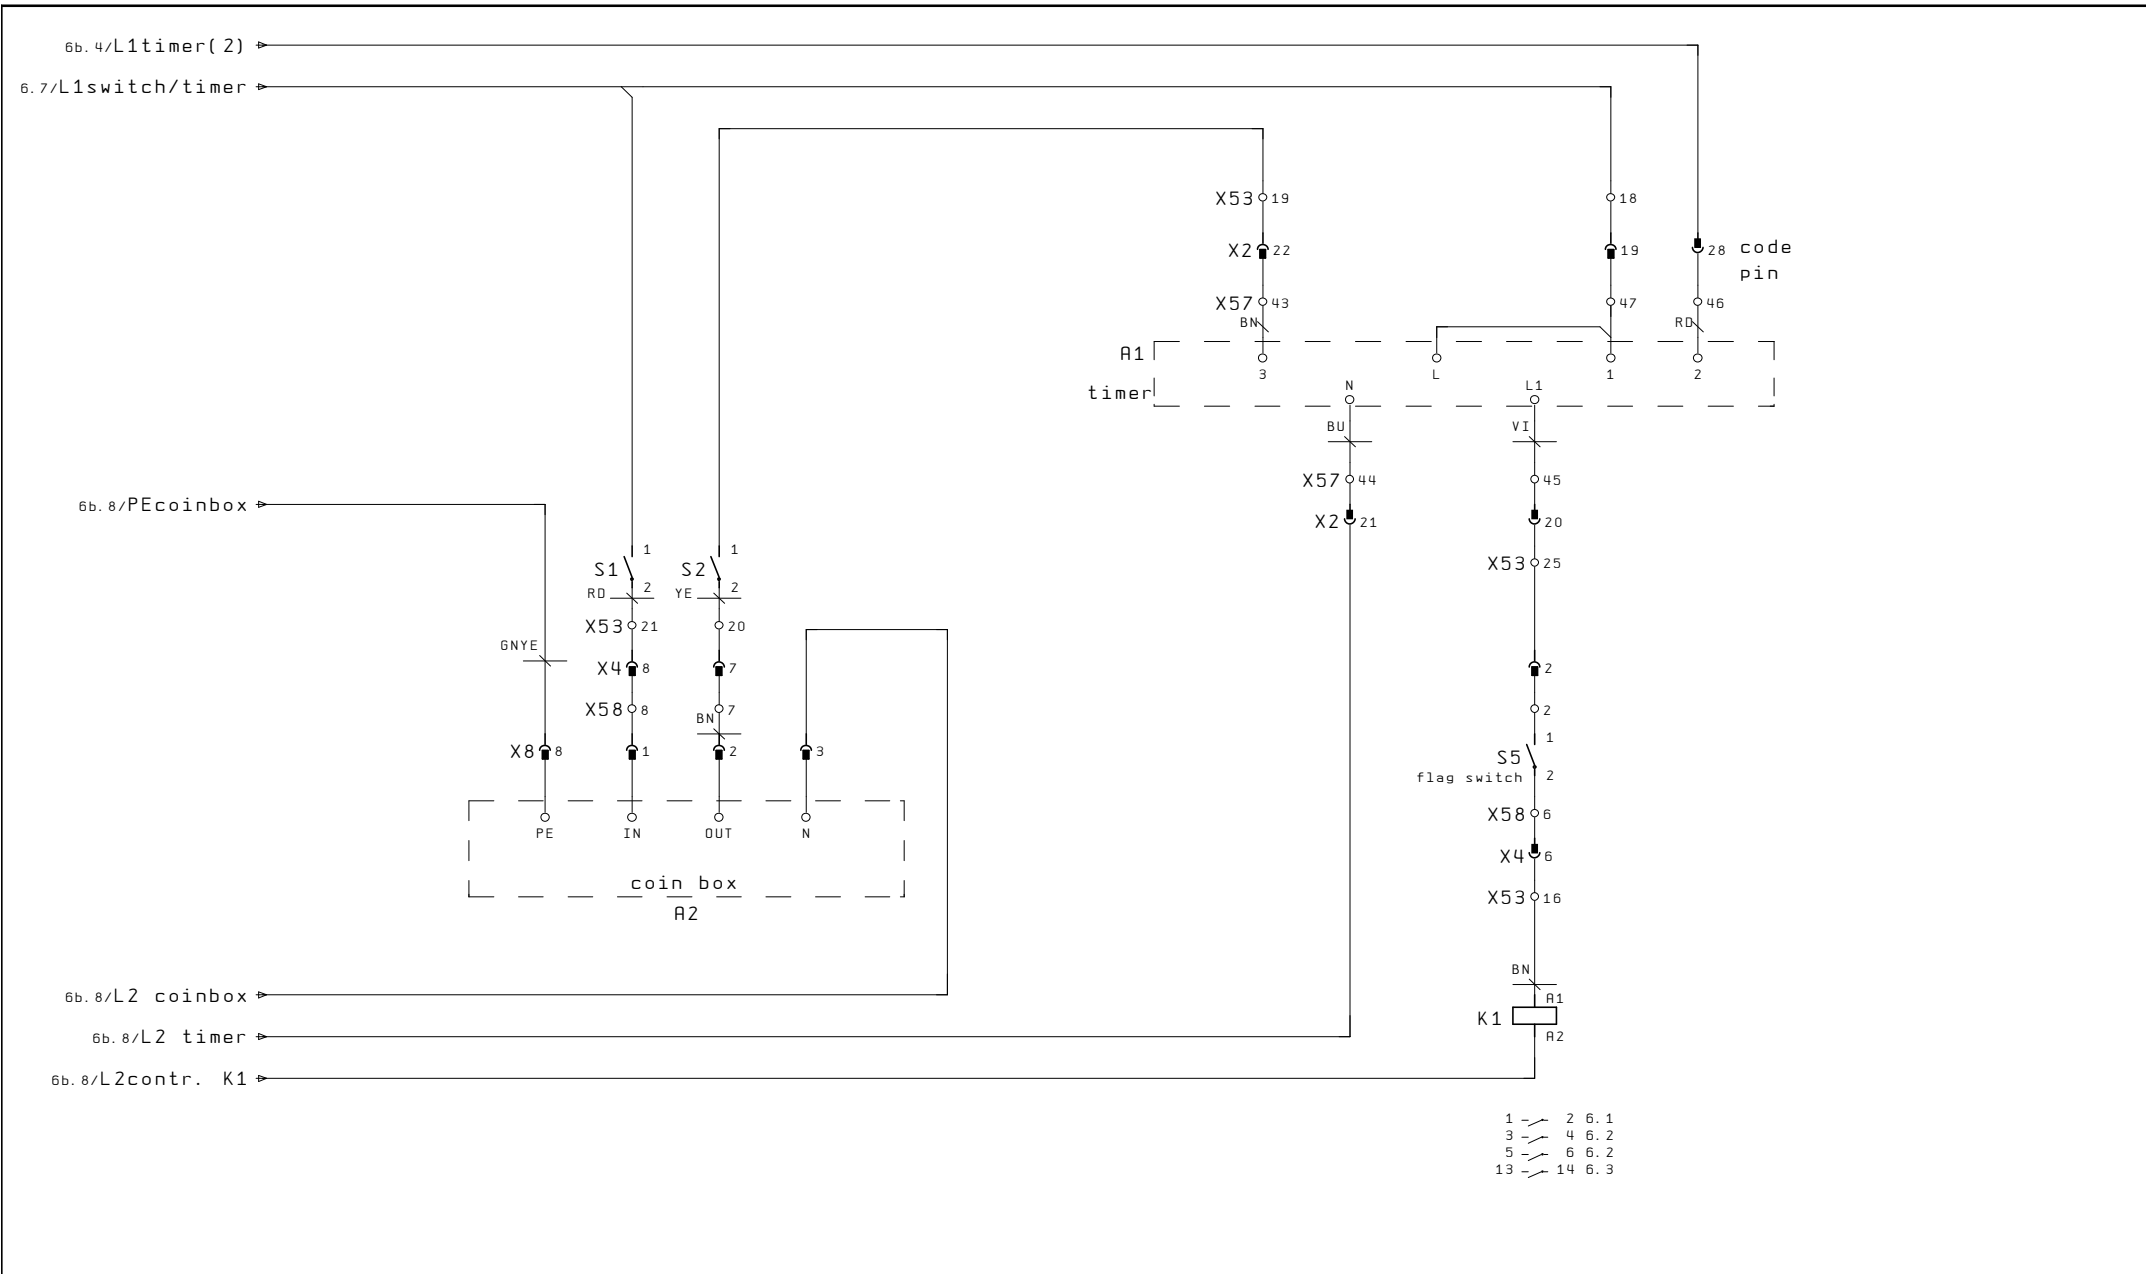 6b. 4/L1timer(2)
6. 7/L1switch/timer
X53 19
18
X2 22
19
28 code
pin
X57 43
47
46
BN
RD
A1
3
L
1
2
timer
N
L1
BU
VI
X57 44
45
X2 21
20
6b. 8/PEcoinbox
1
1
X53 25
S1
S2
2
2
RD
YE
X53 21
20
GNYE
X4 8
7
2
X58 8
7
2
BN
X8 8
1
2
3
1
S5
flag switch 2
X58 6
PE
IN
OUT
N
X4 6
coin box
X53 16
A2
BN
6b. 8/L2 coinbox
A1
K1
6b. 8/L2 timer
A2
6b. 8/L2contr. K1
1 2 6. 1
3 4 6. 2
5 6 6. 2
13 14 6. 3